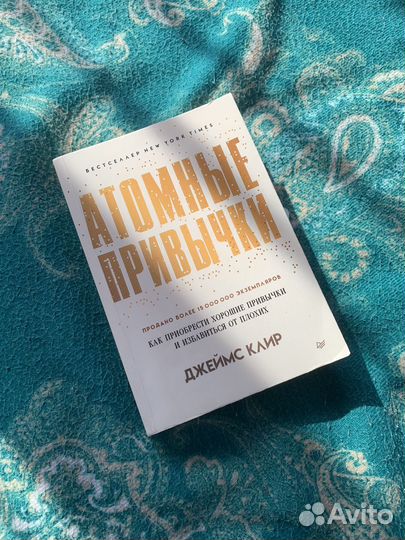 БЕСТСЕЛЛЕР NEW YORK TIMES
АТОМНЫЕ
ПРИВЫЧКИ
ПРОДАНО БОЛЕЕ 15 000 000 ЭКЗЕМПЛЯРОВ
КАК ПРИОБРЕСТИ ХОРОШИЕ ПРИВЫЧКИ
И ИЗБАВИТЬСЯ ОТ ПЛОХИХ
ДЖЕЙМС КЛИР
Avito